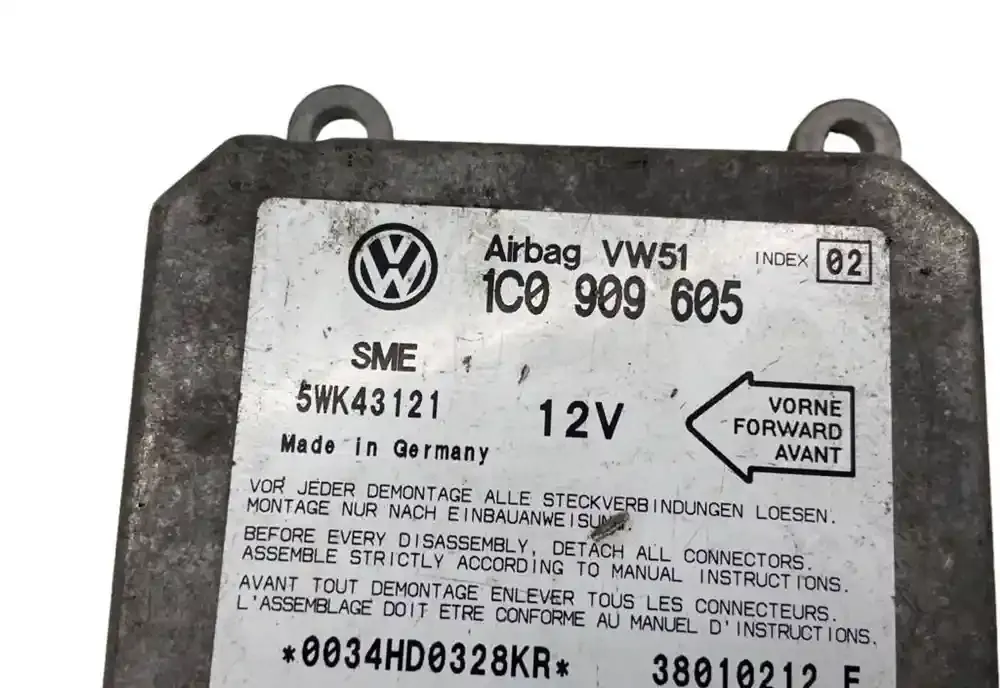 Airbag VW51
INDEX 02
1C0 909 605
SME
5WK43121
12V
Made in Germany
VORNE
FORWARD
AVANT
VOR JEDER DEMONTAGE ALLE STECKVERBINDUNGEN LOESEN.
MONTAGE NUR NACH EINBAUANWEISUNG.
BEFORE EVERY DISASSEMBLY, DETACH ALL CONNECTORS.
ASSEMBLE STRICTLY ACCORDING TO MANUAL INSTRUCTIONS.
AVANT TOUT DEMONTAGE ENLEVER TOUS LES CONNECTEURS.
L'ASSEMBLAGE DOIT ETRE CONFORME AU MANUEL D'INSTRUCTIONS.
*0034HD0328KR*
38010212